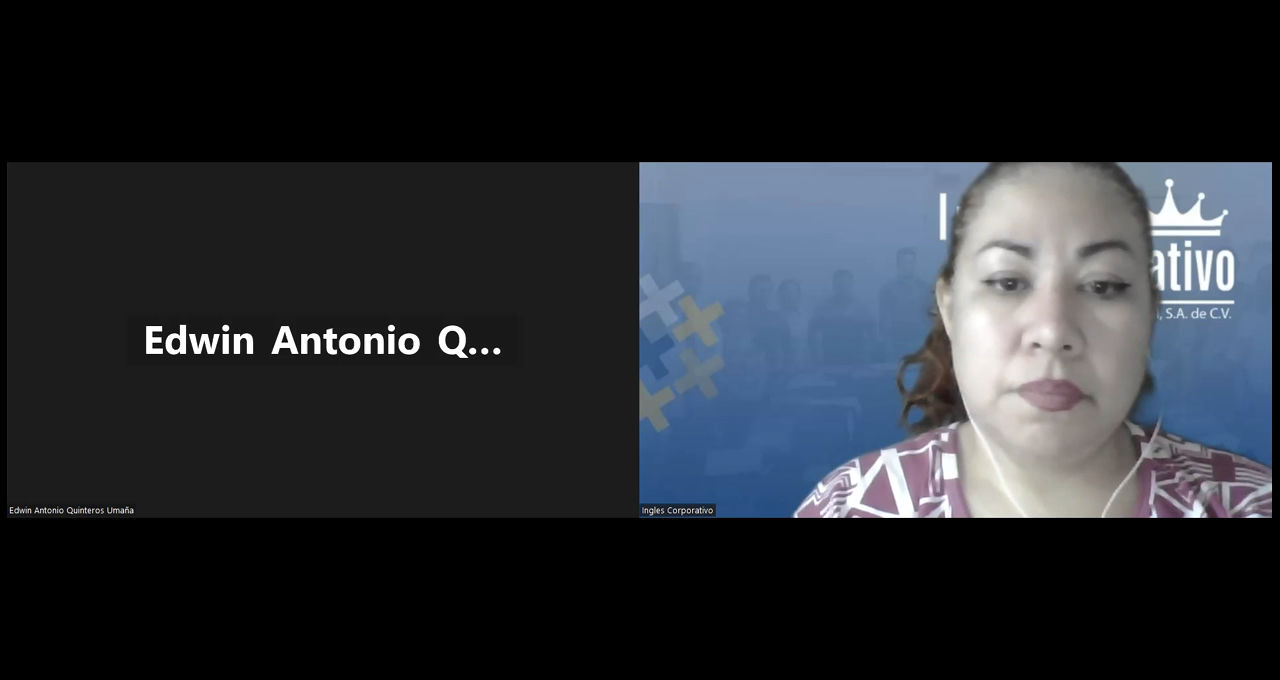 Edwin Antonio Q...
Edwin Antonio Quinteros Umaña
ativo
, S.A. de C.V.
Ingles Corporativo